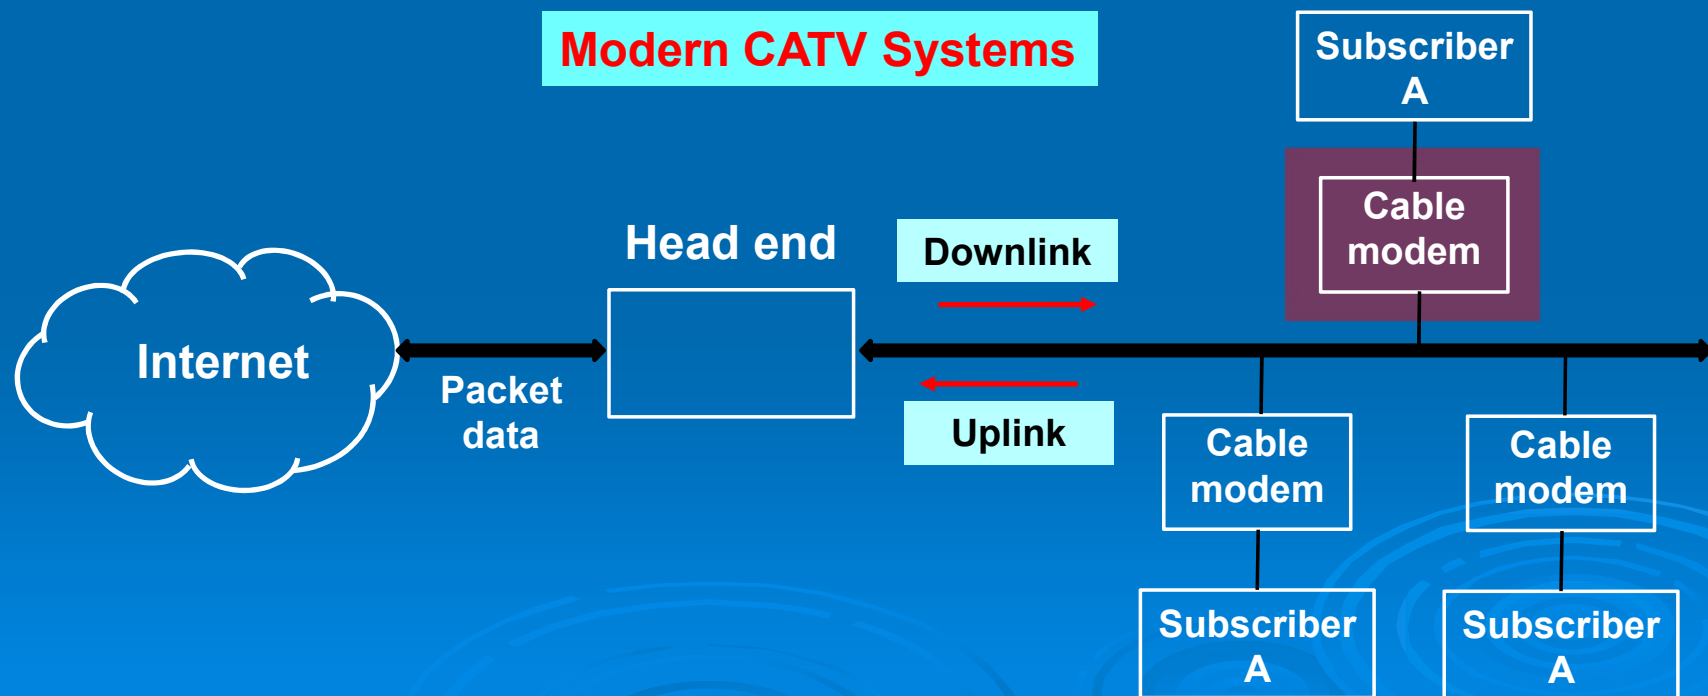 Modern CATV Systems
Subscriber
A
Cable
modem
Head end
Downlink
Internet
Packet
data
Uplink
Cable
modem
Cable
modem
Subscriber
A
Subscriber
A